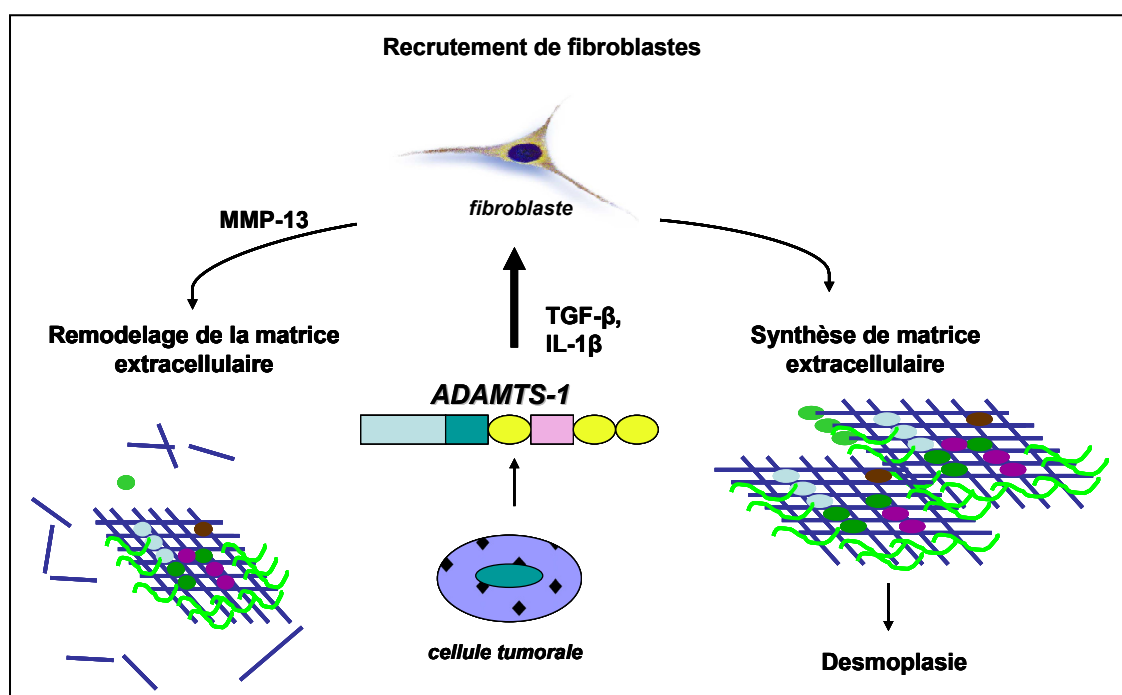 Recrutement de fibroblastes
fibroblaste
MMP-13
TGF-β,
IL-1β
Remodelage de la matrice
extracellulaire
Synthèse de matrice
extracellulaire
ADAMTS-1
cellule tumorale
Desmoplasie